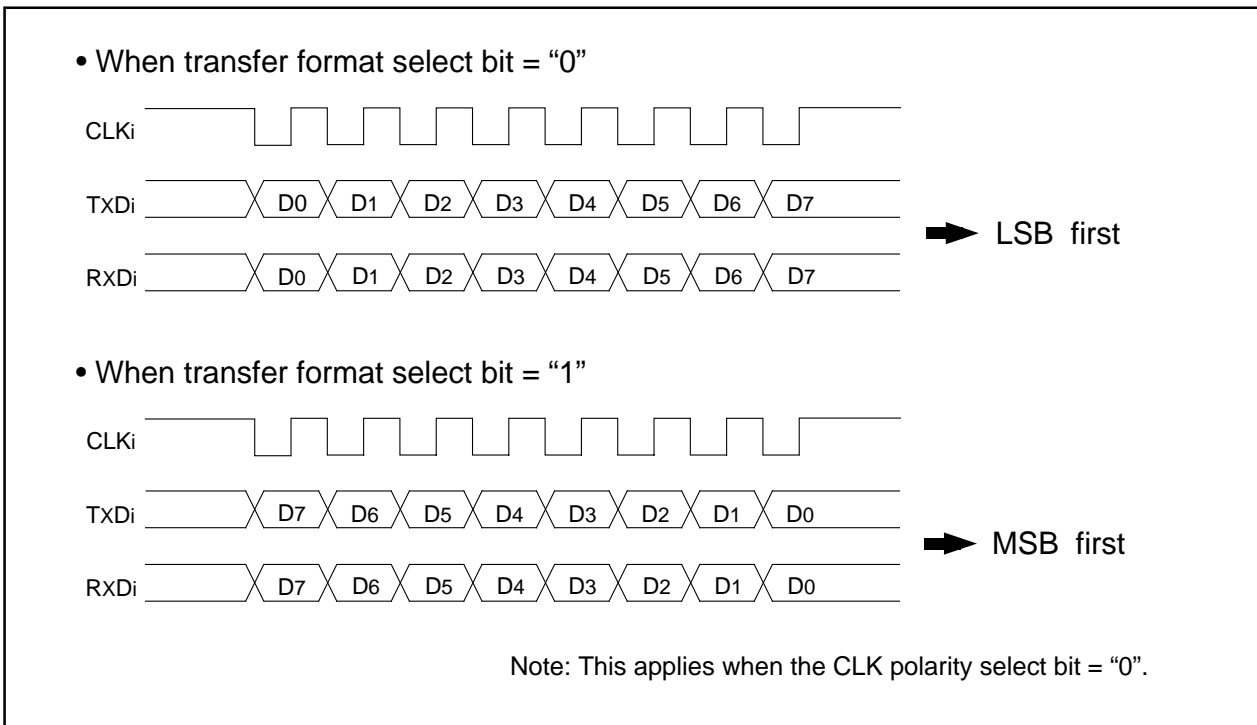 • When transfer format select bit = “0”
CLKi
TXDi D0 D1 D2 D3 D4 D5 D6 D7
LSB first
RXDi D0 D1 D2 D3 D4 D5 D6 D7
• When transfer format select bit = “1”
CLKi
TXDi D7 D6 D5 D4 D3 D2 D1 D0
MSB first
RXDi D7 D6 D5 D4 D3 D2 D1 D0
Note: This applies when the CLK polarity select bit = “0”.